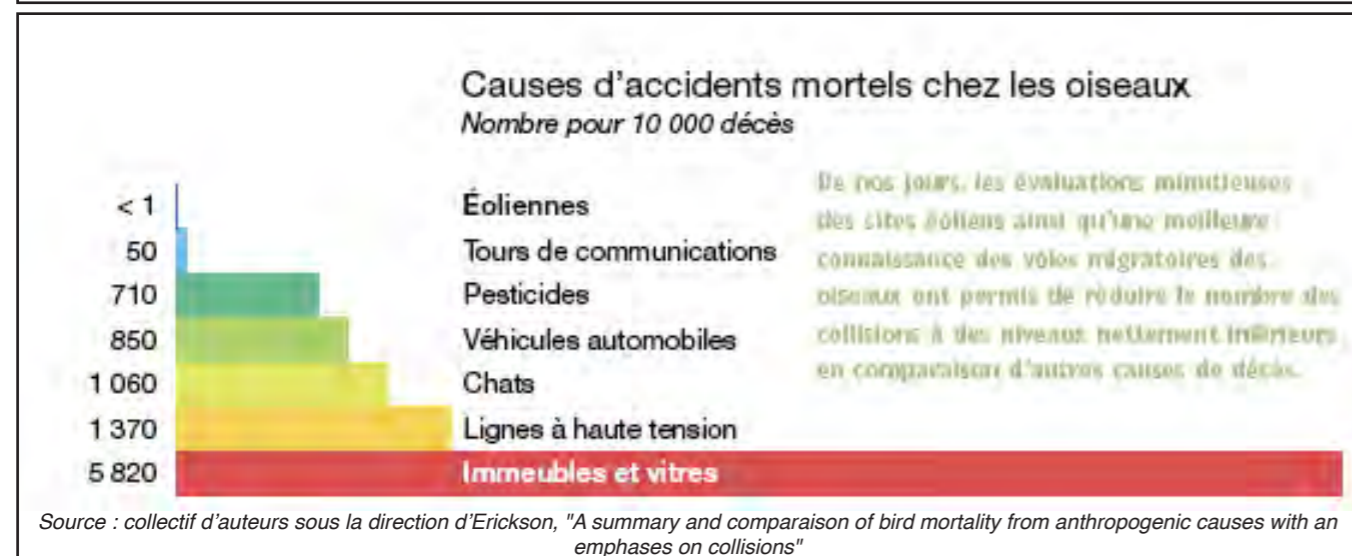 Causes d'accidents mortels chez les oiseaux
Nombre pour 10 000 décès
< 1 Éoliennes
50 Tours de communications
710 Pesticides
850 Véhicules automobiles
1 060 Chats
1 370 Lignes à haute tension
5 820 Immeubles et vitres
De nos jours, les évaluations minutieuses
des sites éoliens ainsi qu'une meilleure
connaissance des voies migratoires des
oiseaux ont permis de réduire le nombre des
collisions à des niveaux nettement inférieurs
en comparaison d'autres causes de décès.
Source : collectif d'auteurs sous la direction d'Erickson, "A summary and comparaison of bird mortality from anthropogenic causes with an
emphases on collisions"